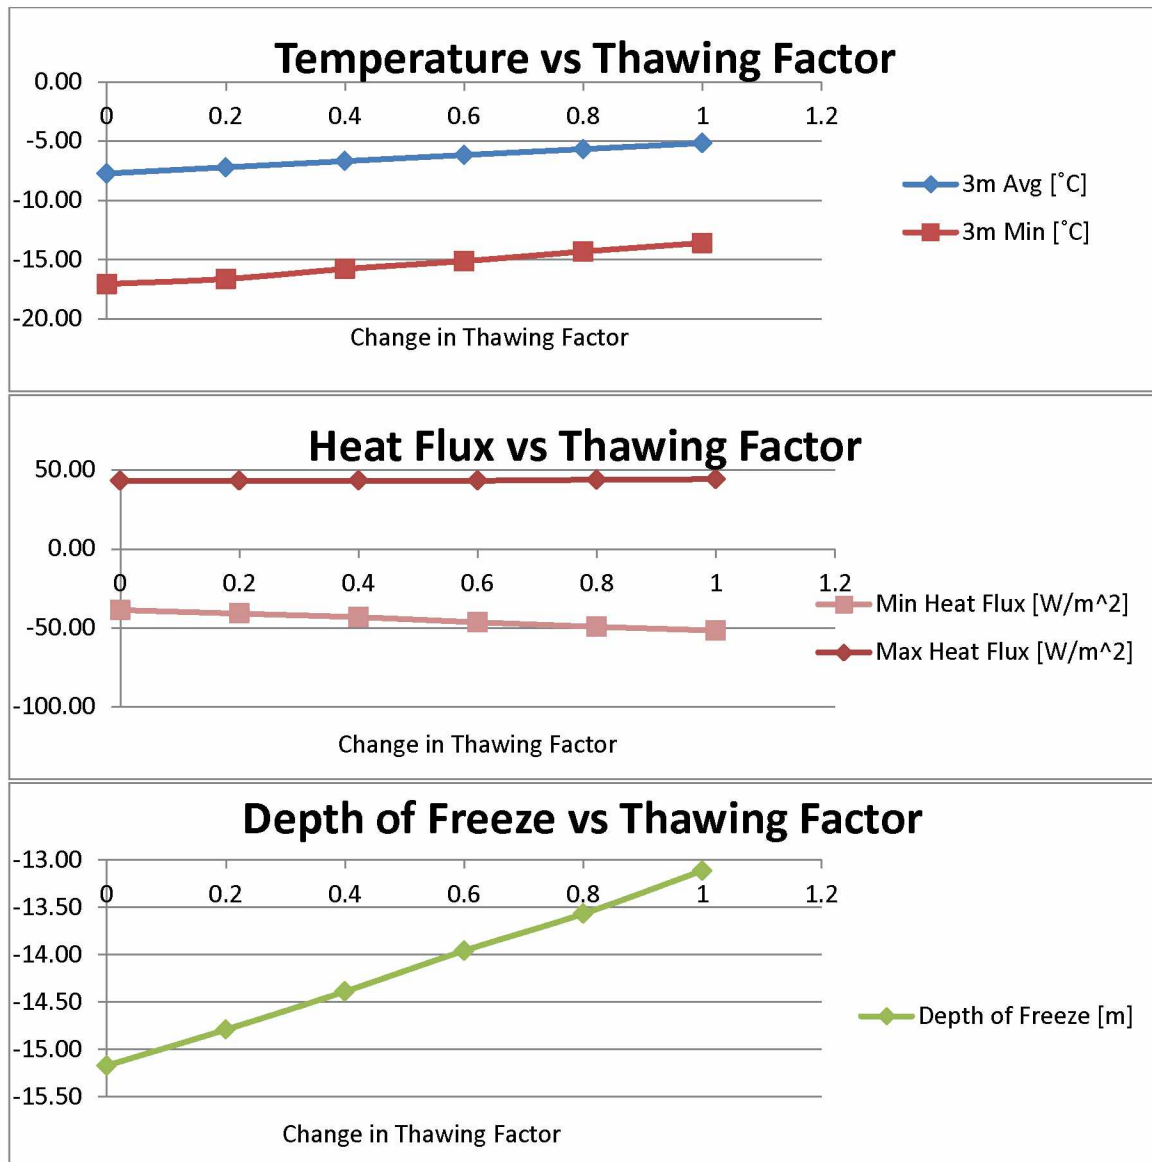 Temperature vs Thawing Factor
0.00
0 0.2 0.4 0.6 0.8 1 1.2
-5.00
-10.00
-15.00
-20.00
3m Avg [˚C]
3m Min [˚C]
Change in Thawing Factor
Heat Flux vs Thawing Factor
50.00
0.00
0 0.2 0.4 0.6 0.8 1 1.2
-50.00
-100.00
Min Heat Flux [W/m^2]
Max Heat Flux [W/m^2]
Change in Thawing Factor
Depth of Freeze vs Thawing Factor
-13.00
0 0.2 0.4 0.6 0.8 1 1.2
-13.50
-14.00
-14.50
-15.00
-15.50
Depth of Freeze [m]
Change in Thawing Factor